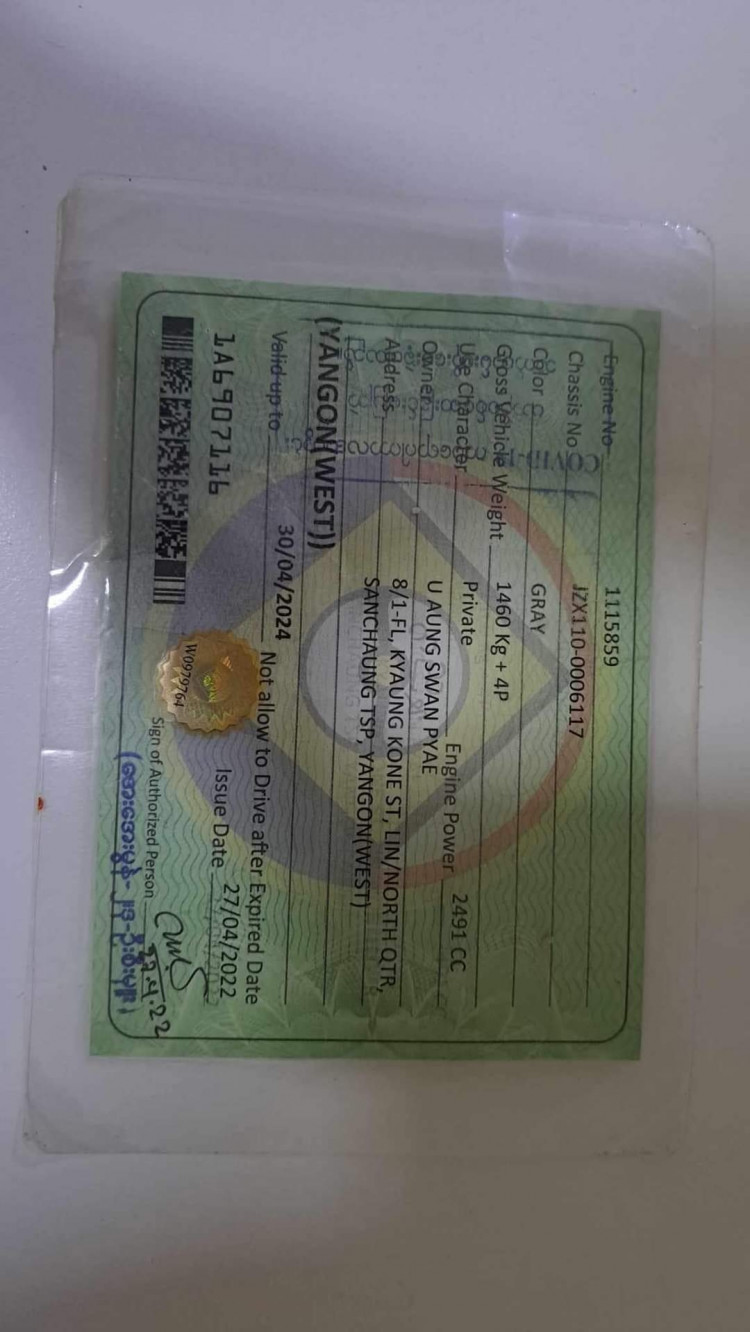 Engine No 1115859
Chassis No JZX110-0006117
Color GRAY
Gross Vehicle Weight 1460 Kg + 4P
Use Character Private Engine Power 2491 CC
Owner U AUNG SWAN PYAE
Address 8/1-FL, KYAUNG KONE ST, LIN/NORTH QTR,
SANCHAUNG TSP, YANGON(WEST)
(YANGON(WEST))
Valid up to 30/04/2024 Not allow to Drive after Expired Date
1A6907116 Issue Date 27/04/2022
W0979764
Sign of Authorized Person
27.4.22